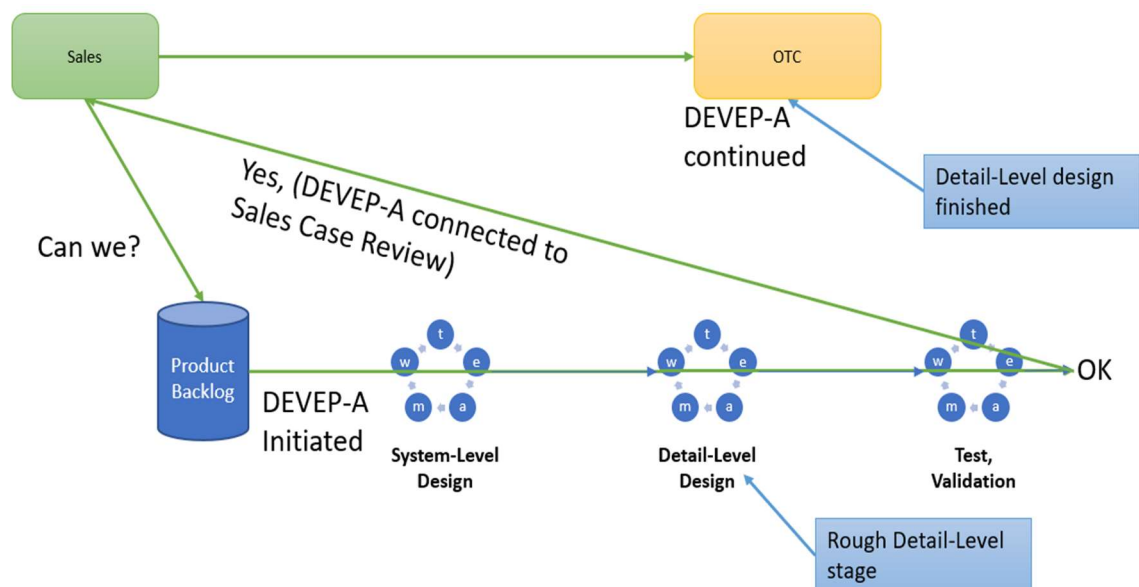 Sales
OTC
DEVEP-A
continued
Detail-Level design
finished
Yes, (DEVEP-A connected to
Sales Case Review)
Can we?
Product
Backlog
DEVEP-A
Initiated
t
e
a
m
w
System-Level
Design
t
e
a
m
w
Detail-Level
Design
t
e
a
m
w
Test,
Validation
OK
Rough Detail-Level
stage